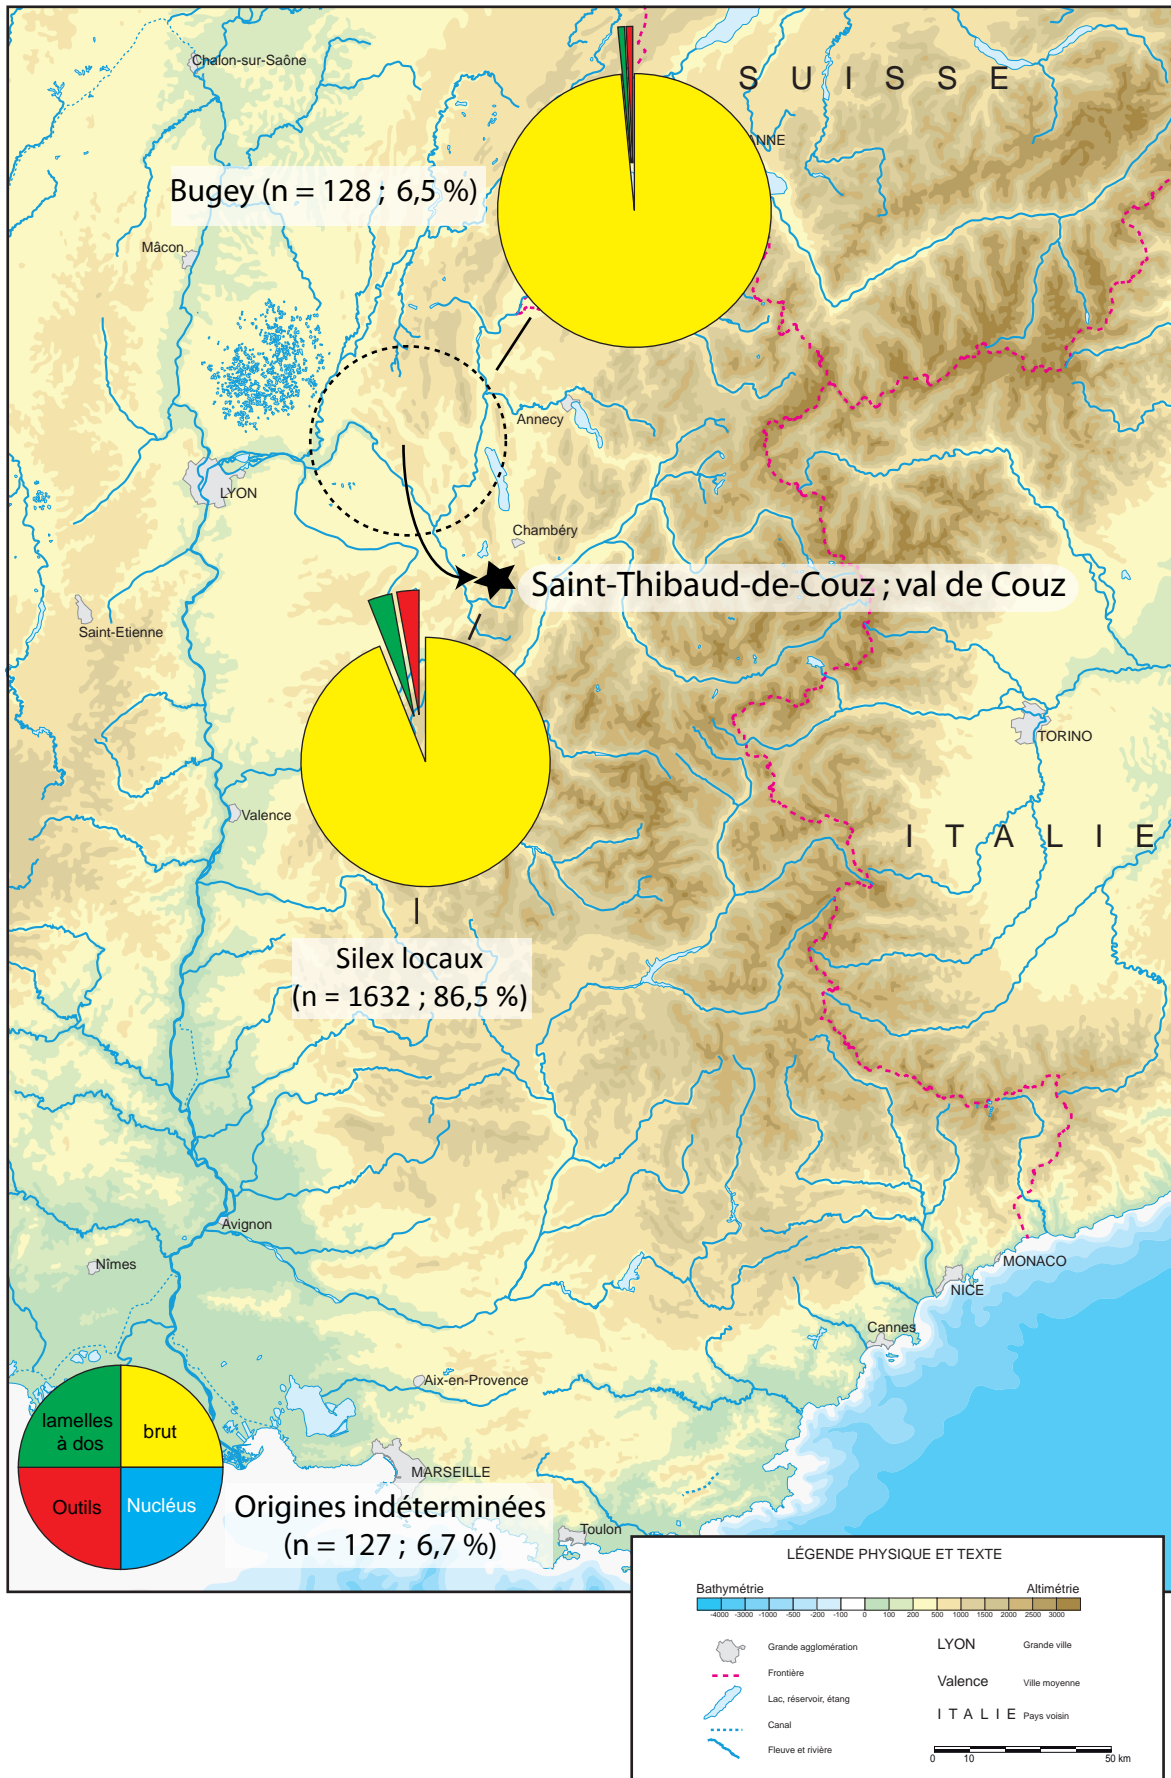 Chalon-sur-Saône
S U I S S E
ANNE
Bugey (n = 128 ; 6,5 %)
Mâcon
Annecy
LYON
Chambéry
Saint-Thibaud-de-Couz ; val de Couz
Saint-Etienne
TORINO
Valence
I T A L I E
Silex locaux
(n = 1632 ; 86,5 %)
Avignon
Nîmes
MONACO
NICE
Cannes
Aix-en-Provence
lamelles
à dos
brut
MARSEILLE
Outils
Nucléus
Origines indéterminées
(n = 127 ; 6,7 %)
Toulon
LÉGENDE PHYSIQUE ET TEXTE
Bathymétrie
Altimétrie
-4000 -3000 -1000 -500 -200 -100 0 100 200 500 1000 1500 2000 2500 3000
Grande agglomération
LYON Grande ville
Frontière
Valence Ville moyenne
Lac, réservoir, étang
I T A L I E Pays voisin
Canal
Fleuve et rivière
0 10 50 km